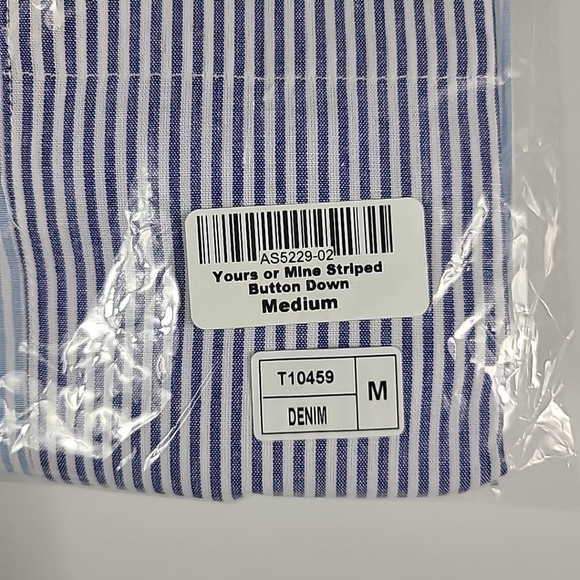 AS5229-02
Yours or Mine Striped
Button Down
Medium
T10459
DENIM
M